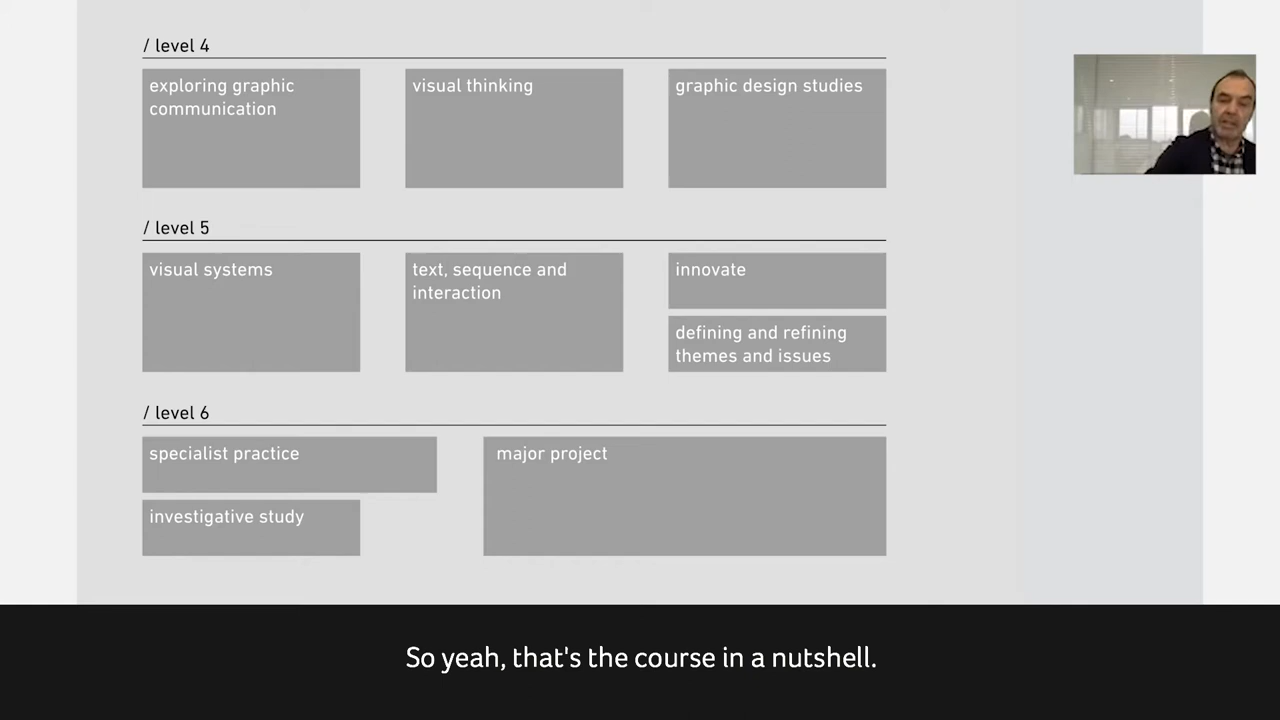 / level 4
exploring graphic
communication
visual thinking
graphic design studies
/ level 5
visual systems
text, sequence and
interaction
innovate
defining and refining
themes and issues
/ level 6
specialist practice
investigative study
major project
So yeah, that's the course in a nutshell.